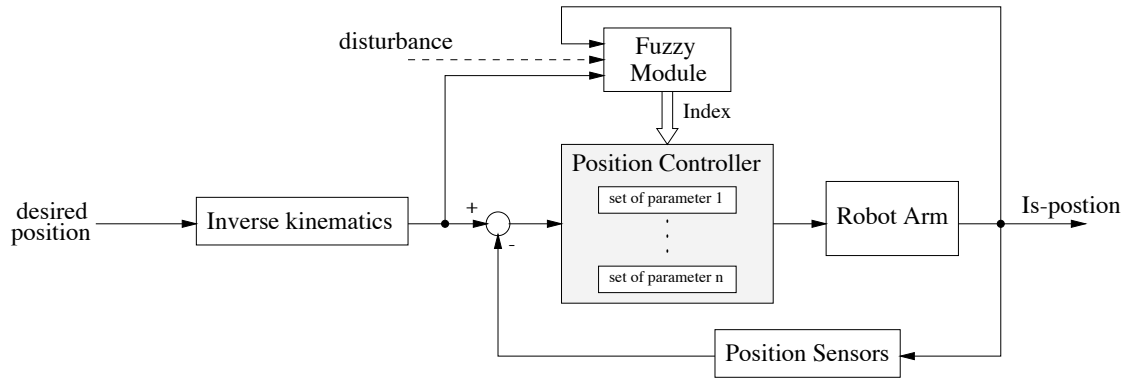 disturbance
Fuzzy
Module
Index
Position Controller
set of parameter 1
set of parameter n
desired
position
Inverse kinematics
+
-
Robot Arm
Is-postion
Position Sensors